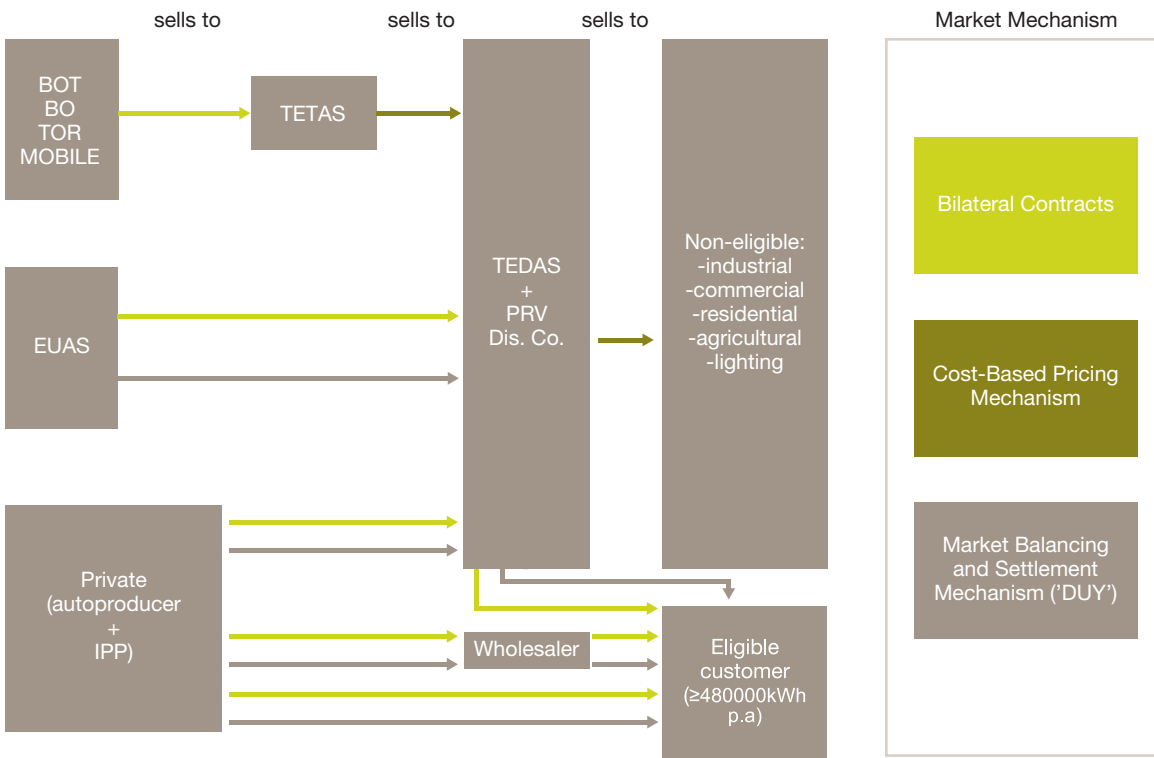 sells to
sells to
sells to
Market Mechanism
BOT
BO
TOR
MOBILE
TETAS
EUAS
TEDAS
+
PRV
Dis. Co.
Non-eligible:
-industrial
-commercial
-residential
-agricultural
-lighting
Private
(autoproducer
+
IPP)
Wholesaler
Eligible
customer
(≥480000kWh
p.a)
Bilateral Contracts
Cost-Based Pricing
Mechanism
Market Balancing
and Settlement
Mechanism ('DUY')